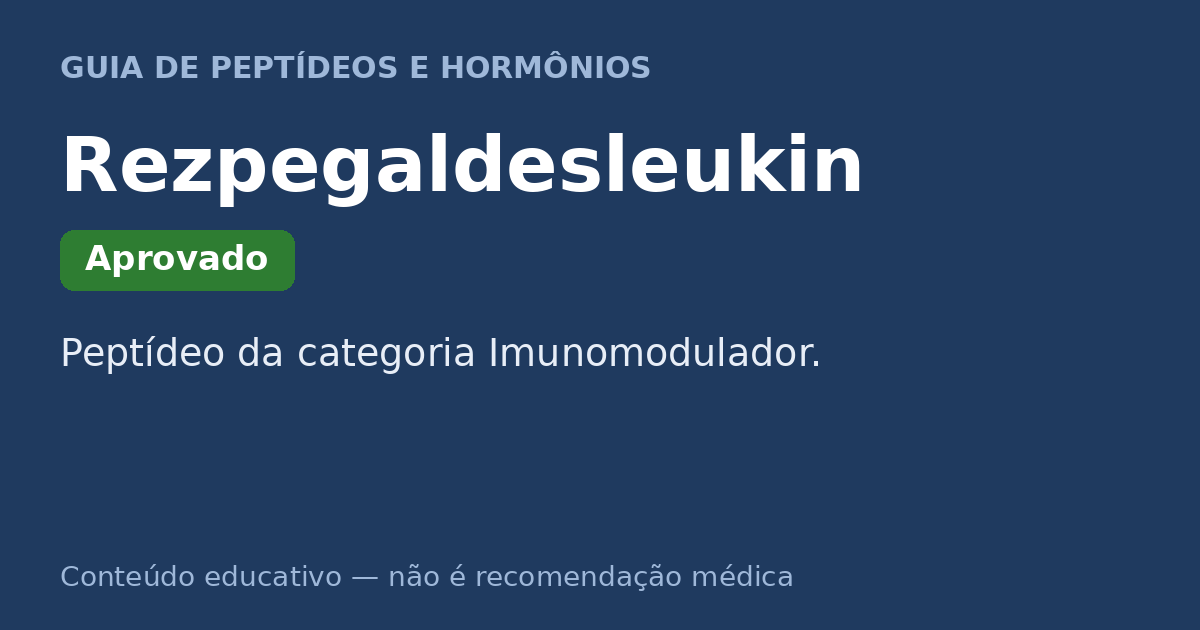 GUIA DE PEPTÍDEOS E HORMÔNIOS
Rezpegaldesleukin
Aprovado
Peptídeo da categoria Imunomodulador.
Conteúdo educativo — não é recomendação médica